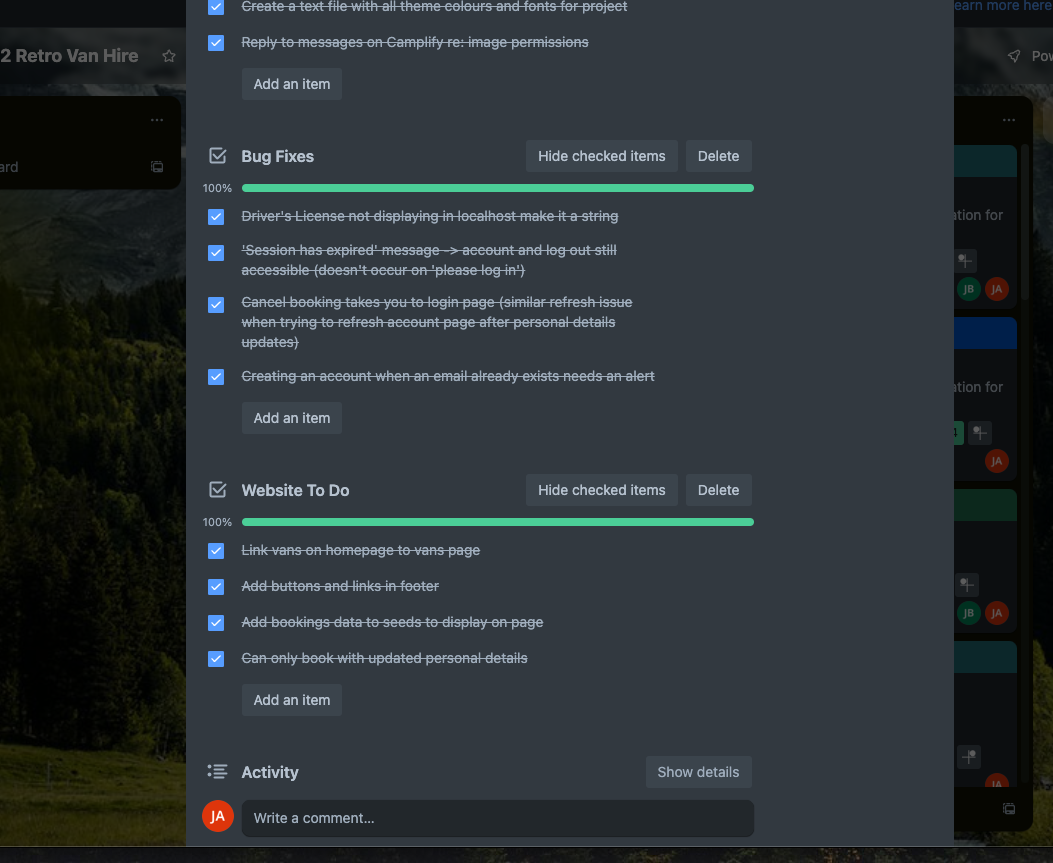 Create a text file with all theme colours and fonts for project
earn more here
Reply to messages on Camplify re: image permissions
2 Retro Van Hire
Pow
Add an item
Bug Fixes
Hide checked items
Delete
ard
100%
Driver's License not displaying in localhost make it a string
ation for
'Session has expired' message -> account and log out still
accessible (doesn't occur on 'please log in')
JB
JA
Cancel booking takes you to login page (similar refresh issue
when trying to refresh account page after personal details
updates)
Creating an account when an email already exists needs an alert
ation for
Add an item
4
JA
Website To Do
Hide checked items
Delete
100%
Link vans on homepage to vans page
Add buttons and links in footer
Add bookings data to seeds to display on page
JB
JA
Can only book with updated personal details
Add an item
Activity
Show details
JA
JA
Write a comment...